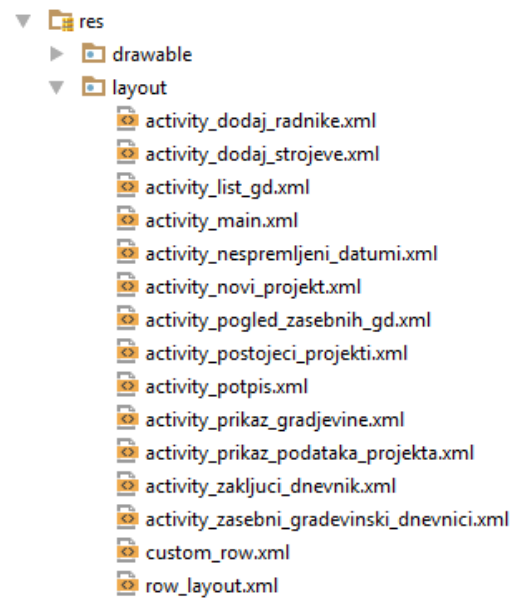 res
drawable
layout
activity_dodaj_radnike.xml
activity_dodaj_strojeve.xml
activity_list_gd.xml
activity_main.xml
activity_nespremljeni_datumi.xml
activity_novi_projekt.xml
activity_pogled_zasebnih_gd.xml
activity_postojeci_projekti.xml
activity_potpis.xml
activity_prikaz_gradjevine.xml
activity_prikaz_podataka_projekta.xml
activity_zakljuci_dnevnik.xml
activity_zasebni_gradevinski_dnevnici.xml
custom_row.xml
row_layout.xml